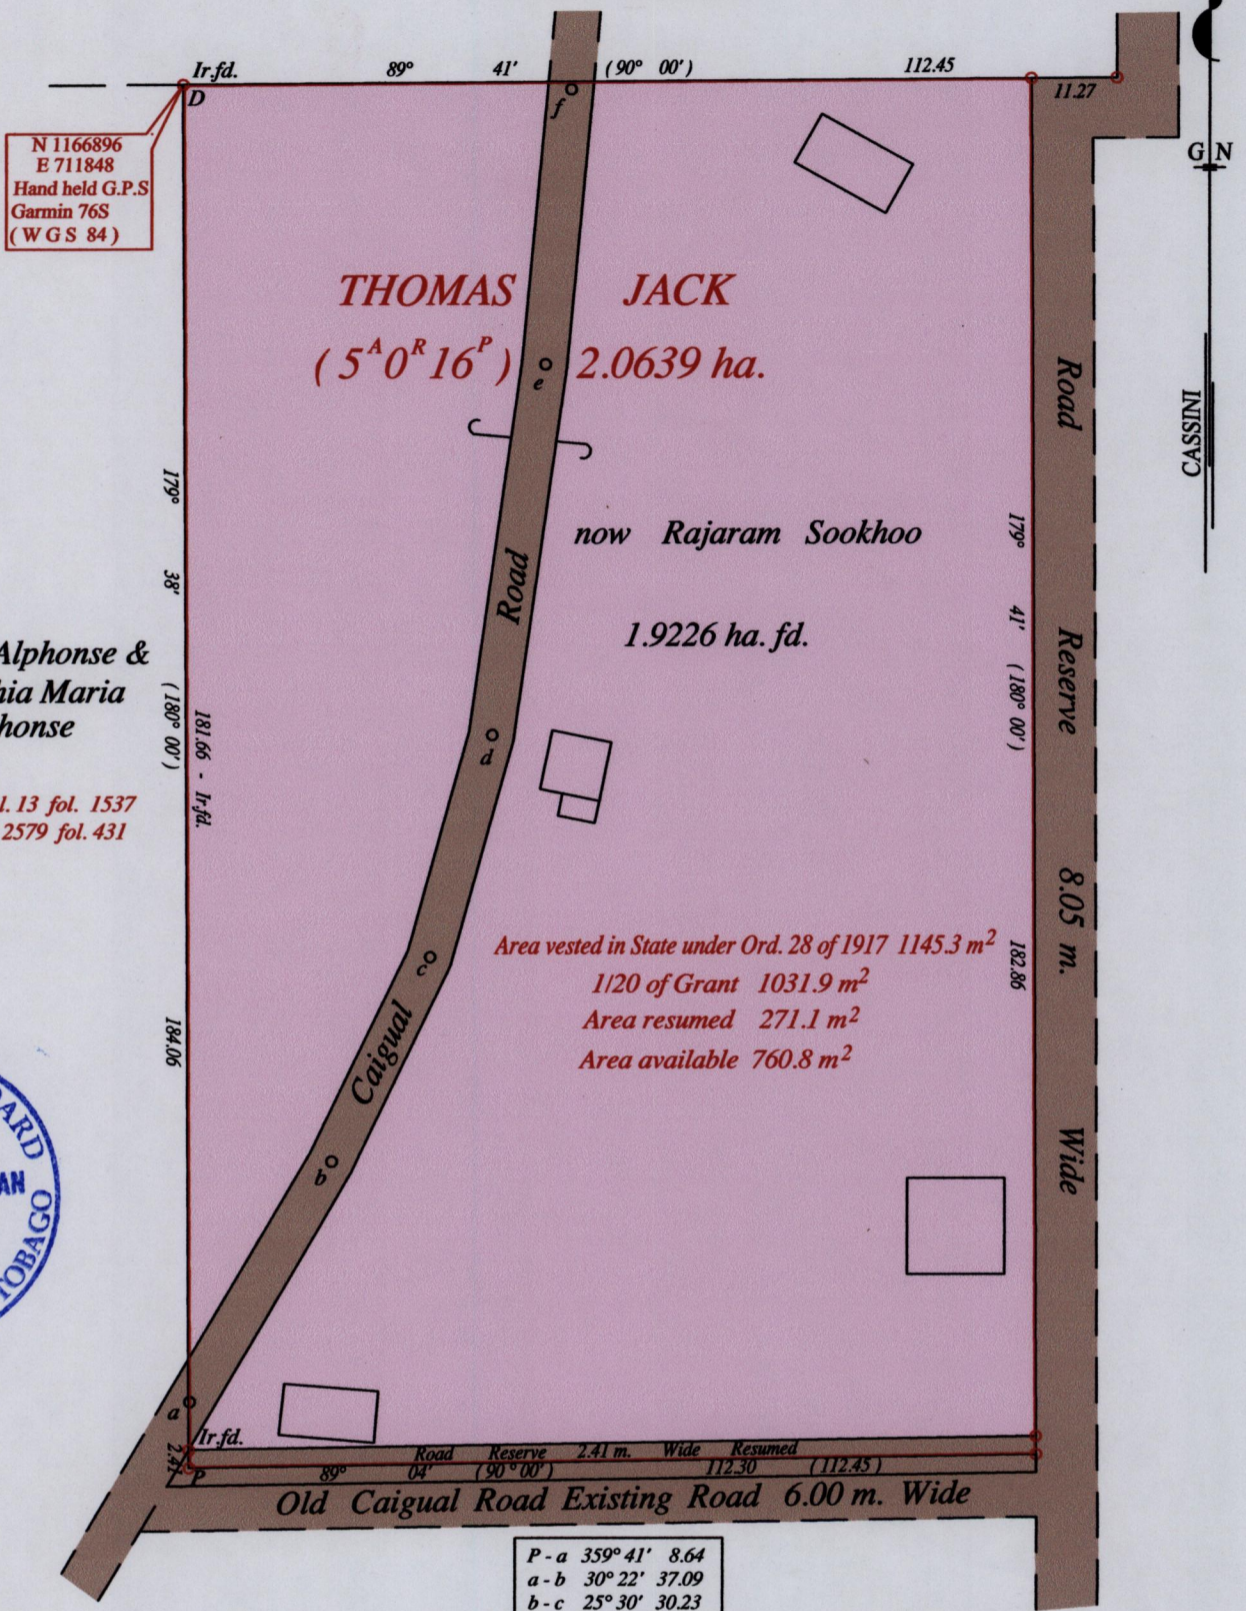 Ir.fd. 89° 41' (90° 00') 112.45
11.27
D
f
N 1166896
E 711848
Hand held G.P.S
Garmin 76S
(W G S 84)
G N
CASSINI
THOMAS JACK
(5ᴬ0ᴿ16ᴾ) 2.0639 ha.
e
now Rajaram Sookhoo
1.9226 ha. fd.
Road
179° 38' (180° 00')
181.66 - Ir.fd.
184.06
179° 41' (180° 00')
182.86
Road Reserve 8.05 m. Wide
Alphonse &
Maria
13 fol. 1537
2579 fol. 431
d
Area vested in State under Ord. 28 of 1917 1145.3 m²
1/20 of Grant 1031.9 m²
Area resumed 271.1 m²
Area available 760.8 m²
c
Caigual
b
TOBAGO
a
Ir.fd.
2.41
P
Road Reserve 2.41 m. Wide Resumed
89° 04' (90°00') 112.30 (112.45)
Old Caigual Road Existing Road 6.00 m. Wide
P - a 359° 41' 8.64
a - b 30° 22' 37.09
b - c 25° 30' 30.23